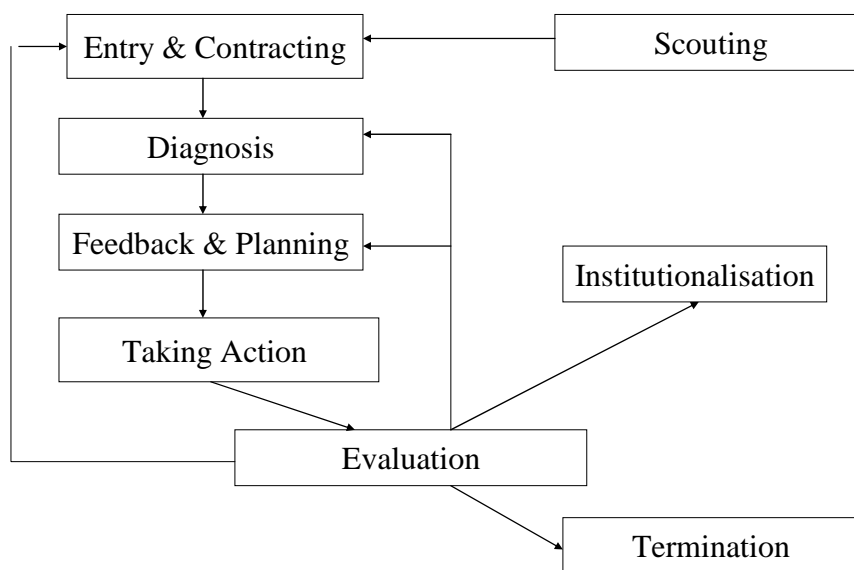 Entry & Contracting
Scouting
Diagnosis
Feedback & Planning
Institutionalisation
Taking Action
Evaluation
Termination